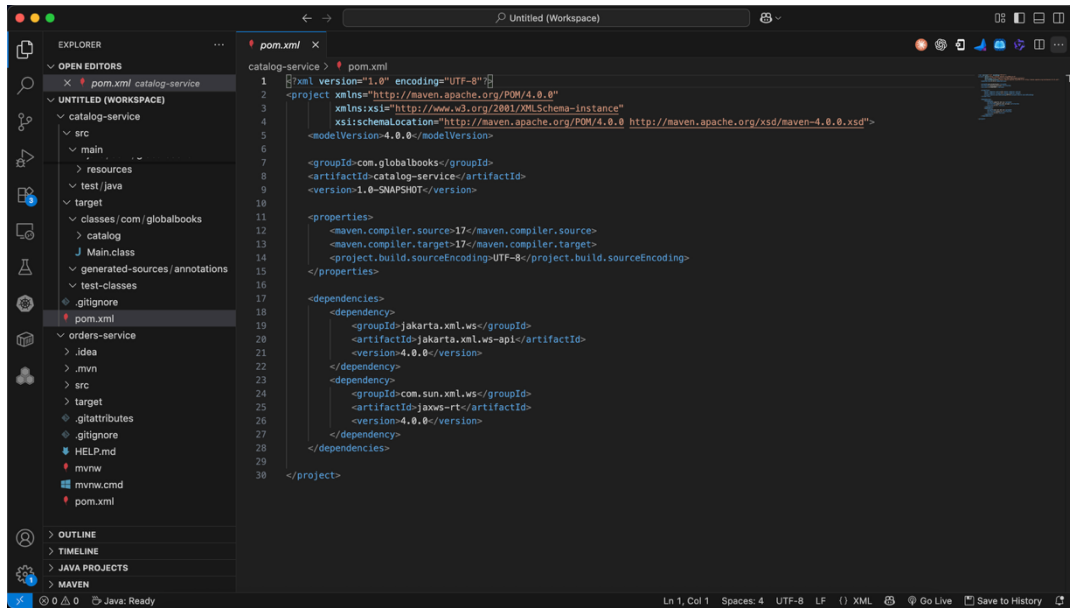 Untitled (Workspace)
EXPLORER
OPEN EDITORS
pom.xml catalog-service
UNTITLED (WORKSPACE)
catalog-service
src
main
resources
test/java
target
classes/com/globalbooks
catalog
J Main.class
generated-sources/annotations
test-classes
.gitignore
pom.xml
orders-service
.idea
.mvn
src
target
.gitattributes
.gitignore
HELP.md
mvnw
mvnw.cmd
pom.xml
OUTLINE
TIMELINE
JAVA PROJECTS
MAVEN
3
1
pom.xml
catalog-service > pom.xml
1 <?xml version="1.0" encoding="UTF-8"?>
2 <project xmlns="http://maven.apache.org/POM/4.0.0"
3 xmlns:xsi="http://www.w3.org/2001/XMLSchema-instance"
4 xsi:schemaLocation="http://maven.apache.org/POM/4.0.0 http://maven.apache.org/xsd/maven-4.0.0.xsd">
5 <modelVersion>4.0.0</modelVersion>
6
7 <groupId>com.globalbooks</groupId>
8 <artifactId>catalog-service</artifactId>
9 <version>1.0-SNAPSHOT</version>
10
11 <properties>
12 <maven.compiler.source>17</maven.compiler.source>
13 <maven.compiler.target>17</maven.compiler.target>
14 <project.build.sourceEncoding>UTF-8</project.build.sourceEncoding>
15 </properties>
16
17 <dependencies>
18 <dependency>
19 <groupId>jakarta.xml.ws</groupId>
20 <artifactId>jakarta.xml.ws-api</artifactId>
21 <version>4.0.0</version>
22 </dependency>
23 <dependency>
24 <groupId>com.sun.xml.ws</groupId>
25 <artifactId>jaxws-rt</artifactId>
26 <version>4.0.0</version>
27 </dependency>
28 </dependencies>
29
30 </project>
0 0 Java: Ready
Ln 1, Col 1 Spaces: 4 UTF-8 LF {} XML Go Live Save to History